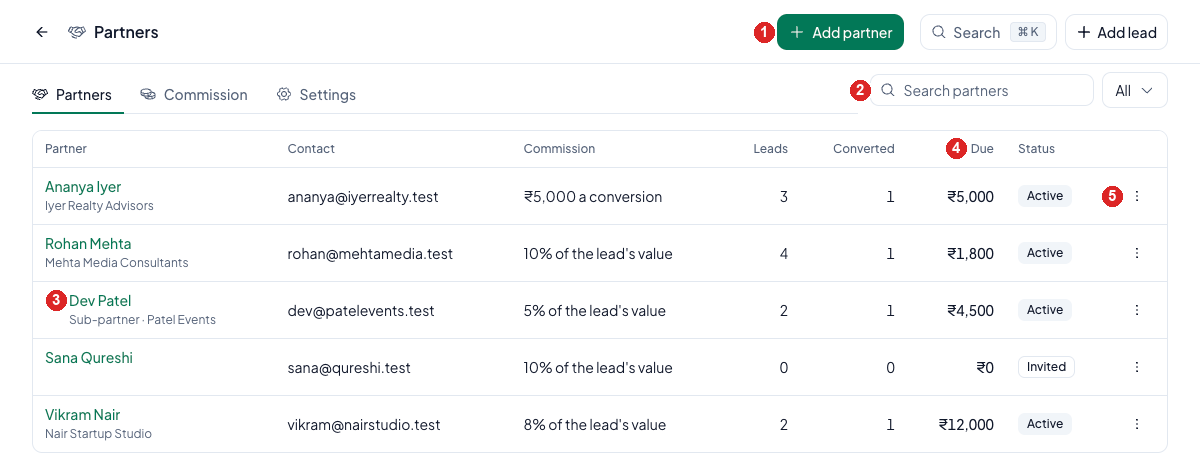 Partners
1 + Add partner
Search ⌘ K
+ Add lead
Partners Commission Settings
2 Search partners
All
Partner Contact Commission Leads Converted 4 Due Status
Ananya Iyer
Iyer Realty Advisors
ananya@iyerrealty.test ₹5,000 a conversion 3 1 ₹5,000 Active 5
Rohan Mehta
Mehta Media Consultants
rohan@mehtamedia.test 10% of the lead's value 4 1 ₹1,800 Active
3 Dev Patel
Sub-partner · Patel Events
dev@patelevents.test 5% of the lead's value 2 1 ₹4,500 Active
Sana Qureshi
sana@qureshi.test 10% of the lead's value 0 0 ₹0 Invited
Vikram Nair
Nair Startup Studio
vikram@nairstudio.test 8% of the lead's value 2 1 ₹12,000 Active